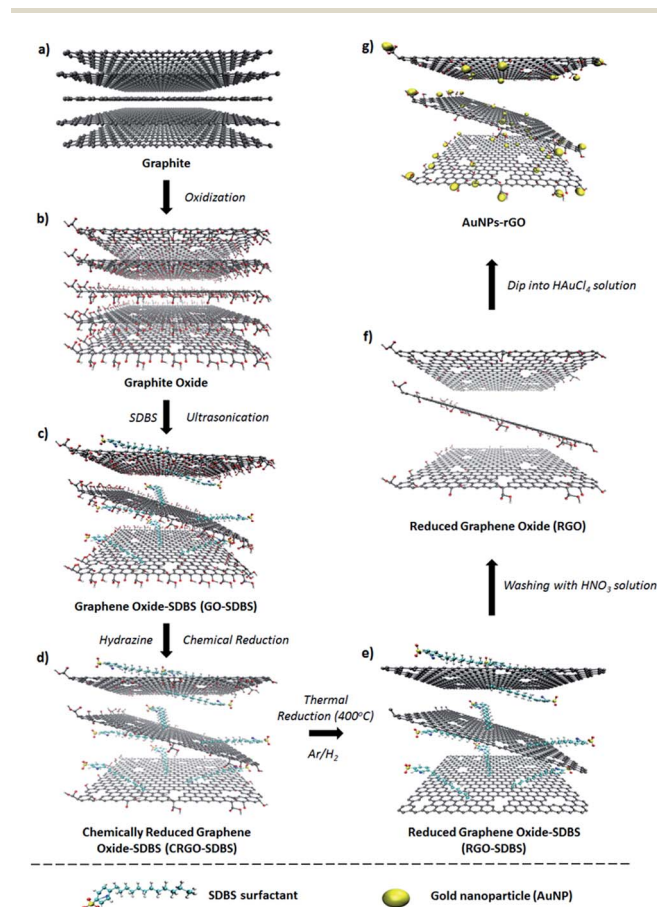 a)
Graphite
Oxidization
b)
Graphite Oxide
SDBS Ultrasonication
c)
Graphene Oxide-SDBS (GO-SDBS)
Hydrazine Chemical Reduction
d)
Chemically Reduced Graphene
Oxide-SDBS (CRGO-SDBS)
Thermal
Reduction (400°C)
Ar/H₂
e)
Reduced Graphene Oxide-SDBS
(RGO-SDBS)
Washing with HNO₃ solution
f)
Reduced Graphene Oxide (RGO)
Dip into HAuCl₄ solution
g)
AuNPs-rGO
SDBS surfactant
Gold nanoparticle (AuNP)